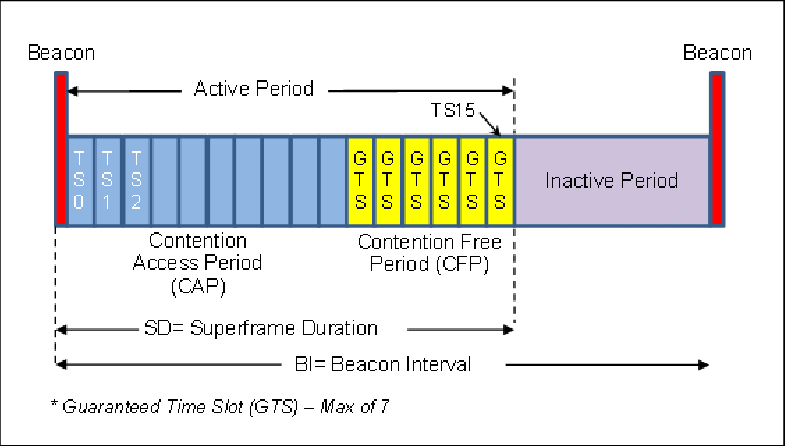 Beacon
Beacon
Active Period
TS15
TS0
TS1
TS2
GTS
GTS
GTS
GTS
GTS
GTS
Inactive Period
Contention
Access Period
(CAP)
Contention Free
Period (CFP)
SD= Superframe Duration
BI= Beacon Interval
* Guaranteed Time Slot (GTS) – Max of 7